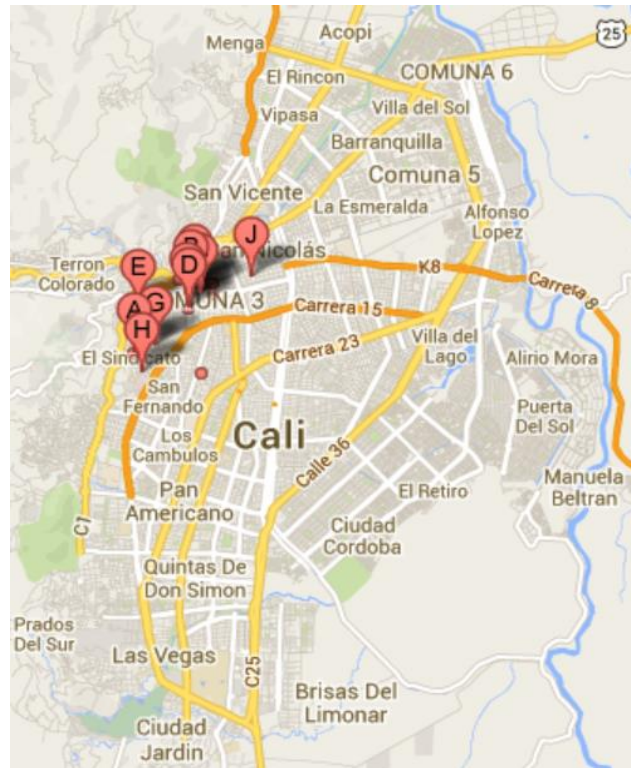 Menga
Acopi
25
El Rincon
COMUNA 6
Vipasa
Villa del Sol
Barranquilla
Comuna 5
San Vicente
La Esmeralda
Alfonso
Lopez
J
Nicolás
Terron
Colorado
E
D
K8
Carrera 8
A
G
COMUNA 3
H
Carrera 15
El Sindicato
Carrera 23
Villa del
Lago
Alirio Mora
San
Fernando
Puerta
Del Sol
Los
Cambulos
Cali
Calle 36
Pan
Americano
El Retiro
Manuela
Beltran
C1
Ciudad
Cordoba
Quintas De
Don Simon
Prados
Del Sur
Las Vegas
C25
Brisas Del
Limonar
Ciudad
Jardin